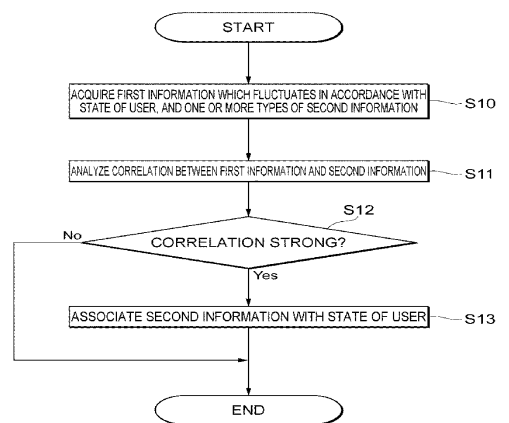 START
ACQUIRE FIRST INFORMATION WHICH FLUCTUATES IN ACCORDANCE WITH
STATE OF USER, AND ONE OR MORE TYPES OF SECOND INFORMATION
S10
ANALYZE CORRELATION BETWEEN FIRST INFORMATION AND SECOND INFORMATION
S11
S12
CORRELATION STRONG?
No
Yes
ASSOCIATE SECOND INFORMATION WITH STATE OF USER
S13
END